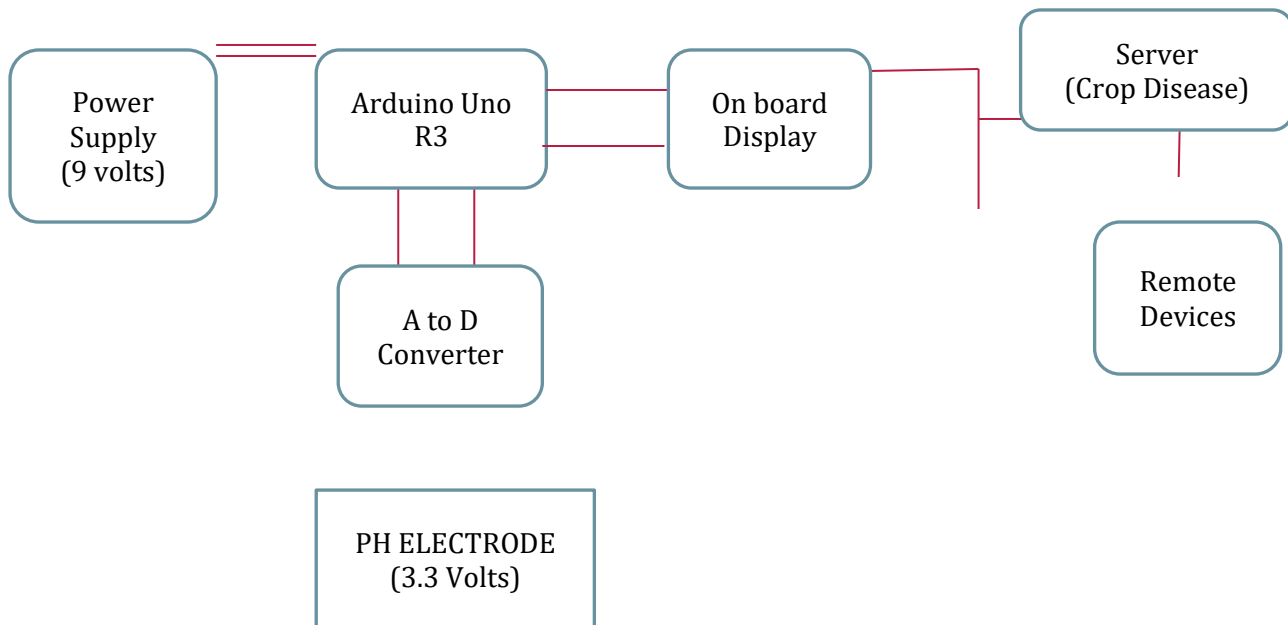 Power
Supply
(9 volts)
Arduino Uno
R3
On board
Display
Server
(Crop Disease)
A to D
Converter
Remote
Devices
PH ELECTRODE
(3.3 Volts)